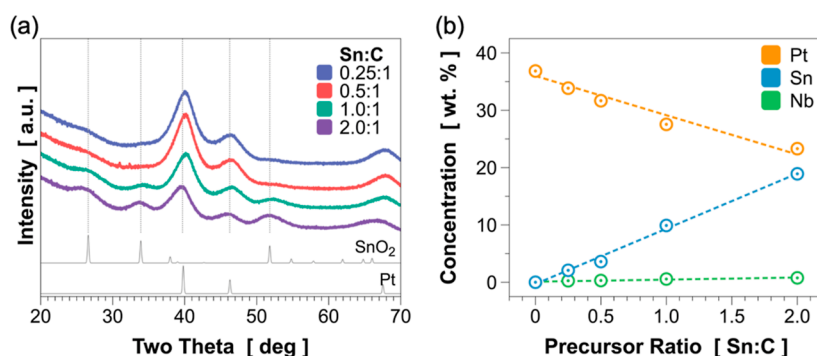 (a)
Sn:C
0.25:1
0.5:1
1.0:1
2.0:1
Intensity [ a.u. ]
SnO2
Pt
20 30 40 50 60 70
Two Theta [ deg ]
(b)
Pt
Sn
Nb
Concentration [ wt. % ]
40
30
20
10
0
0.0 0.5 1.0 1.5 2.0
Precursor Ratio [ Sn:C ]